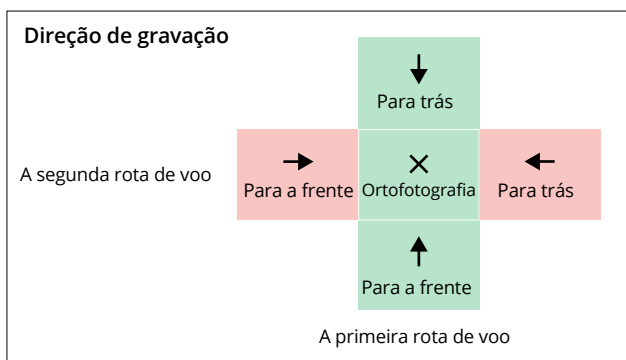 Direção de gravação
Para trás
A segunda rota de voo
Para a frente
Ortofotografia
Para trás
Para a frente
A primeira rota de voo